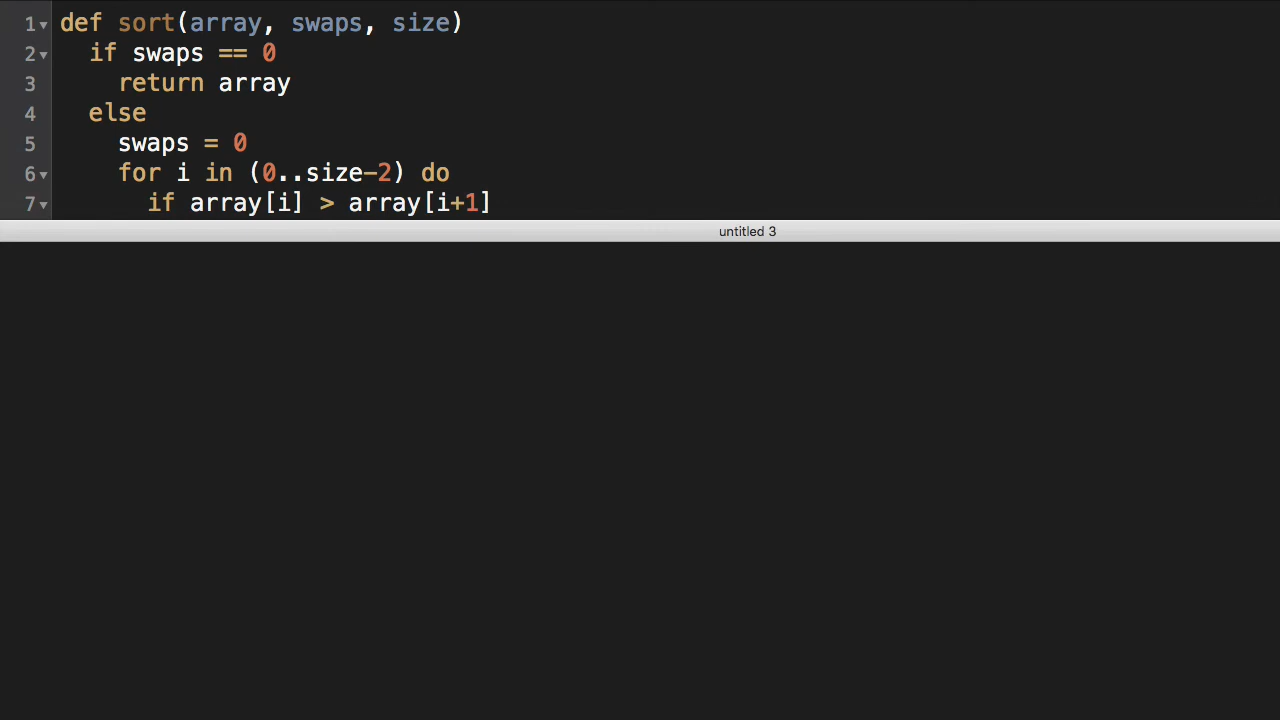 1 def sort(array, swaps, size)
2   if swaps == 0
3     return array
4   else
5     swaps = 0
6     for i in (0..size-2) do
7       if array[i] > array[i+1]
untitled 3